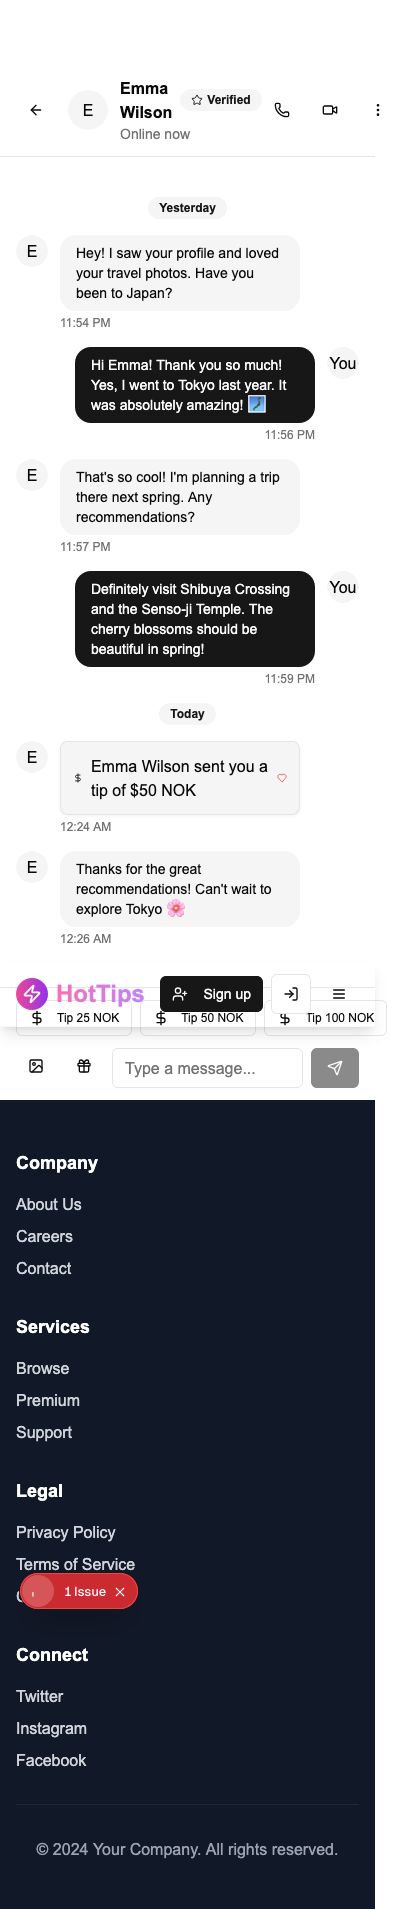 E
Emma
Wilson
Verified
Online now
Yesterday
E
Hey! I saw your profile and loved
your travel photos. Have you
been to Japan?
11:54 PM
Hi Emma! Thank you so much!
Yes, I went to Tokyo last year. It
was absolutely amazing! 🗾
You
11:56 PM
E
That's so cool! I'm planning a trip
there next spring. Any
recommendations?
11:57 PM
Definitely visit Shibuya Crossing
and the Senso-ji Temple. The
cherry blossoms should be
beautiful in spring!
You
11:59 PM
Today
E
$ Emma Wilson sent you a
tip of $50 NOK
12:24 AM
E
Thanks for the great
recommendations! Can't wait to
explore Tokyo 🌸
12:26 AM
HotTips
Sign up
$ Tip 25 NOK
$ Tip 50 NOK
$ Tip 100 NOK
Type a message...
Company
About Us
Careers
Contact
Services
Browse
Premium
Support
Legal
Privacy Policy
Terms of Service
1 Issue
Connect
Twitter
Instagram
Facebook
© 2024 Your Company. All rights reserved.